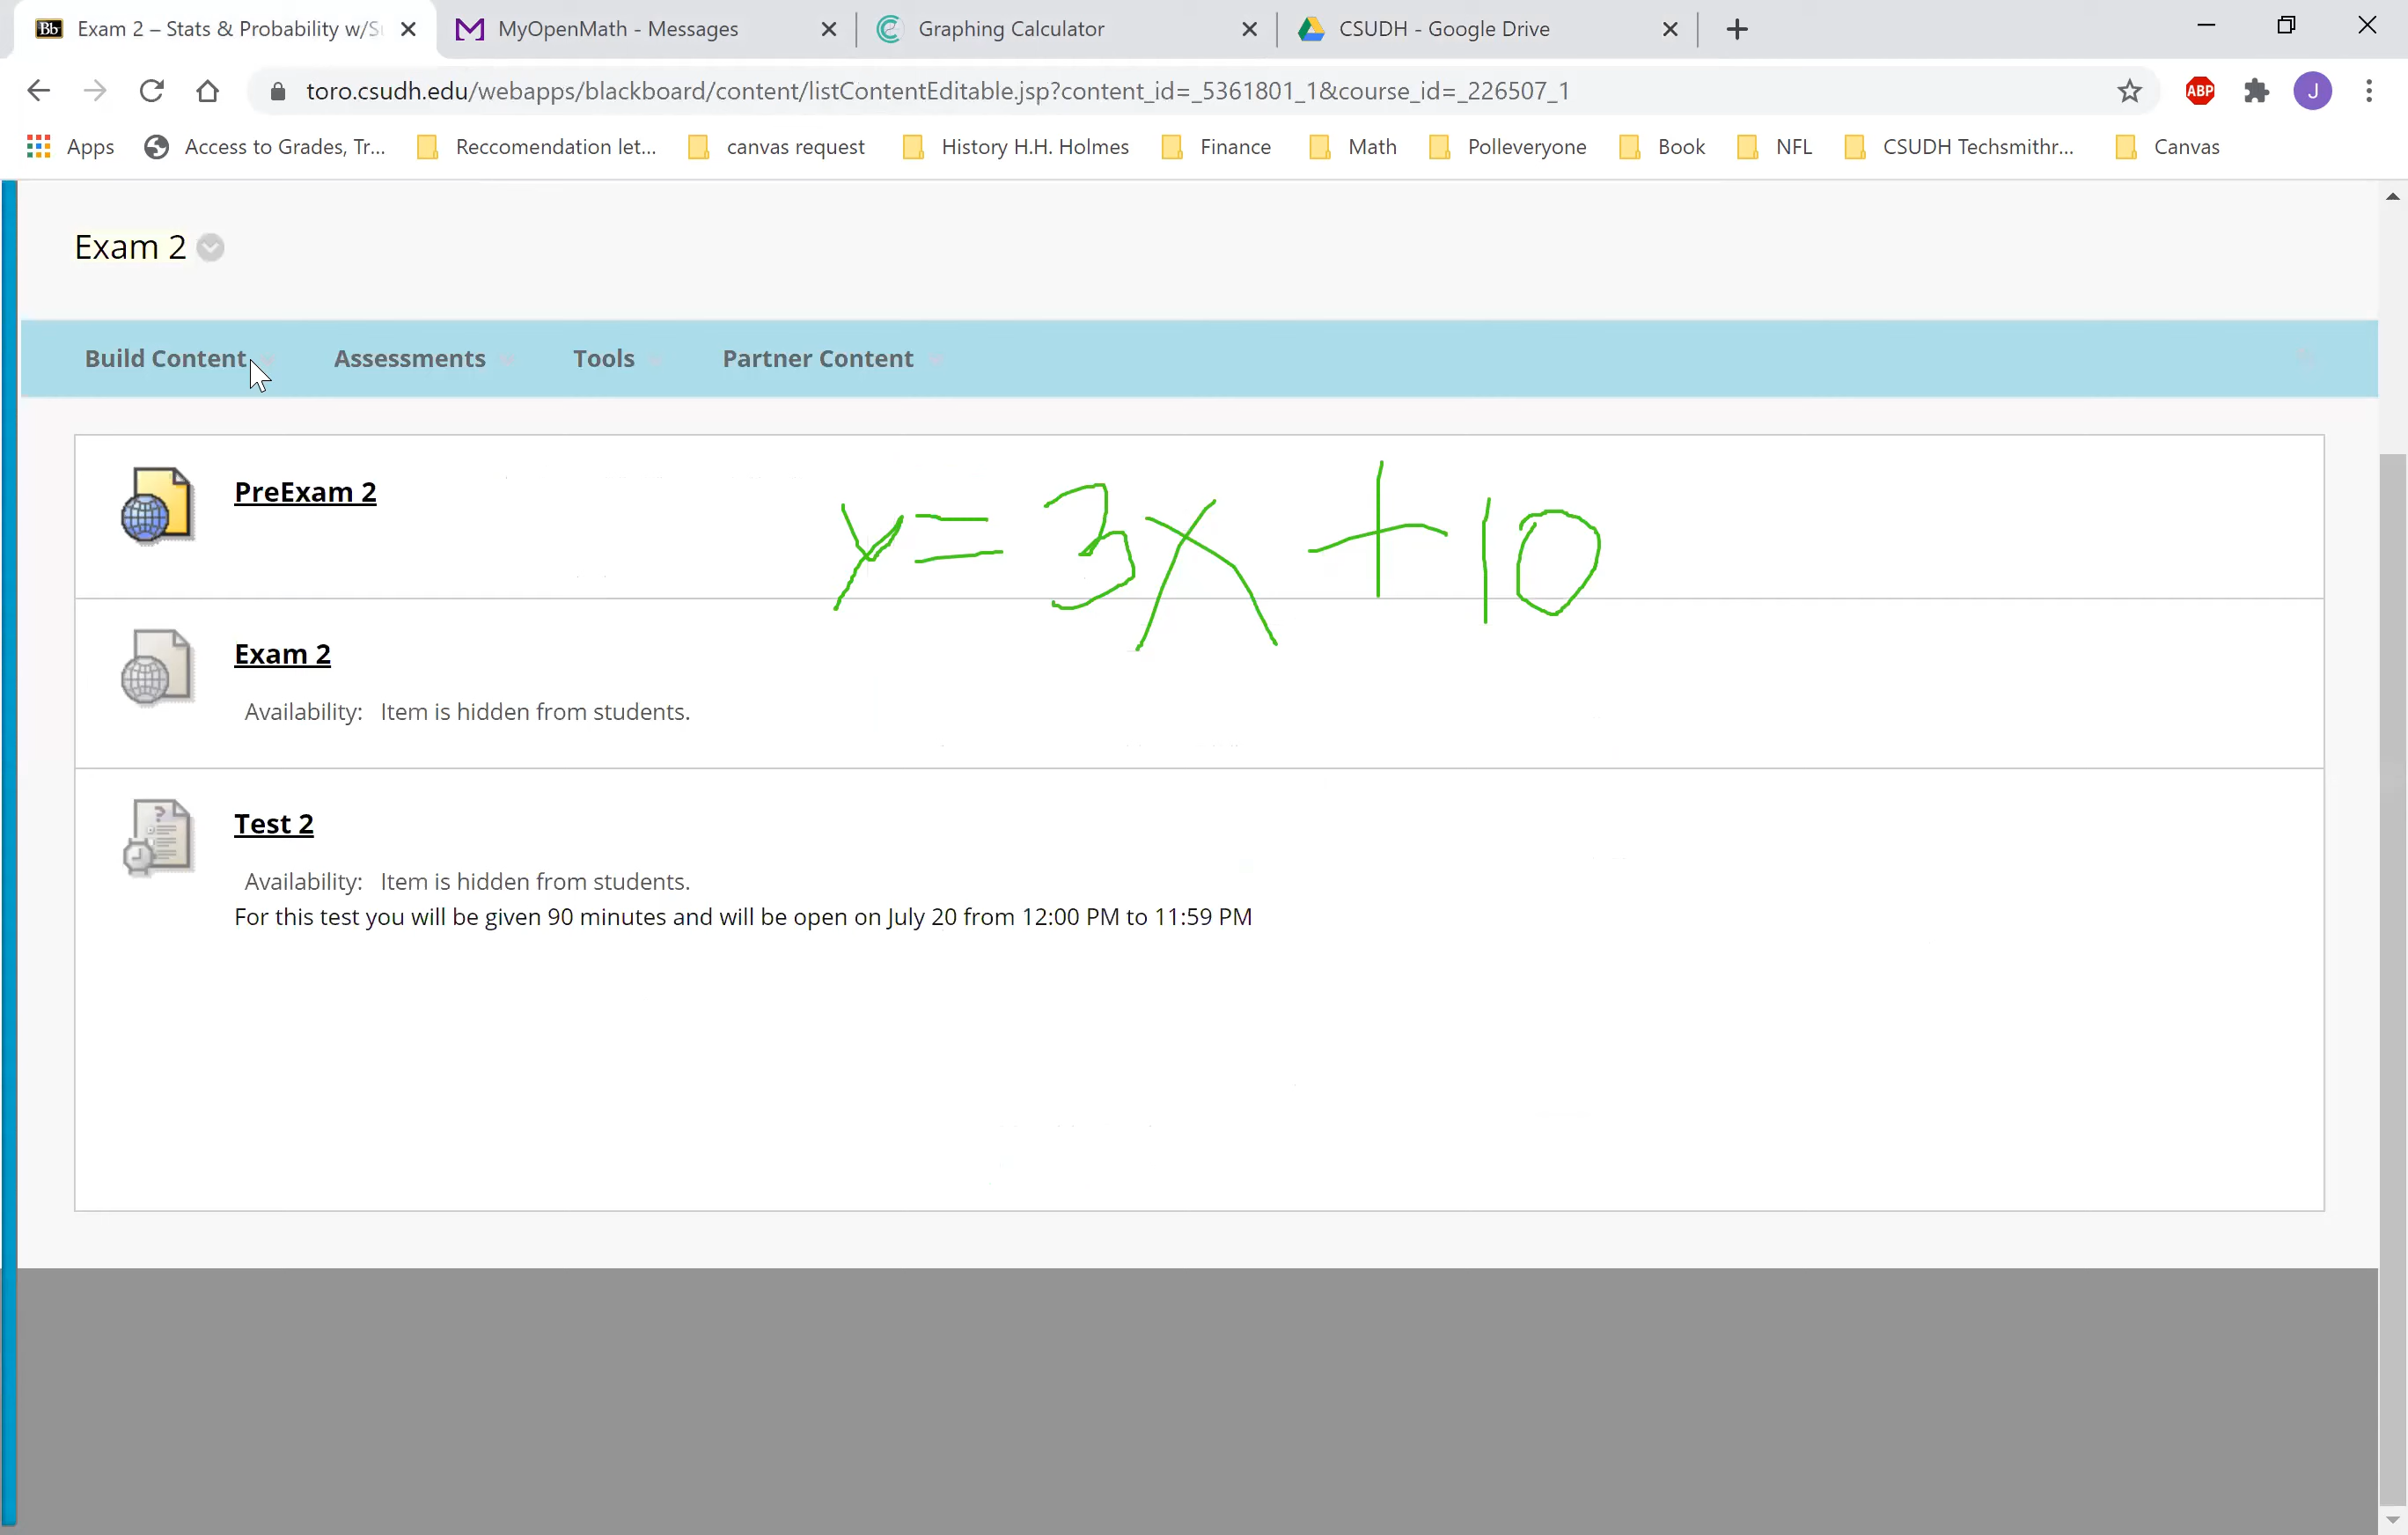 Exam 2 – Stats & Probability w/S
MyOpenMath - Messages
Graphing Calculator
CSUDH - Google Drive
toro.csudh.edu/webapps/blackboard/content/listContentEditable.jsp?content_id=_5361801_1&course_id=_226507_1
ABP
J
Apps
Access to Grades, Tr...
Reccomendation let...
canvas request
History H.H. Holmes
Finance
Math
Polleveryone
Book
NFL
CSUDH Techsmithr...
Canvas
Exam 2
Build Content
Assessments
Tools
Partner Content
PreExam 2
y = 3x + 10
Exam 2
Availability: Item is hidden from students.
Test 2
Availability: Item is hidden from students.
For this test you will be given 90 minutes and will be open on July 20 from 12:00 PM to 11:59 PM